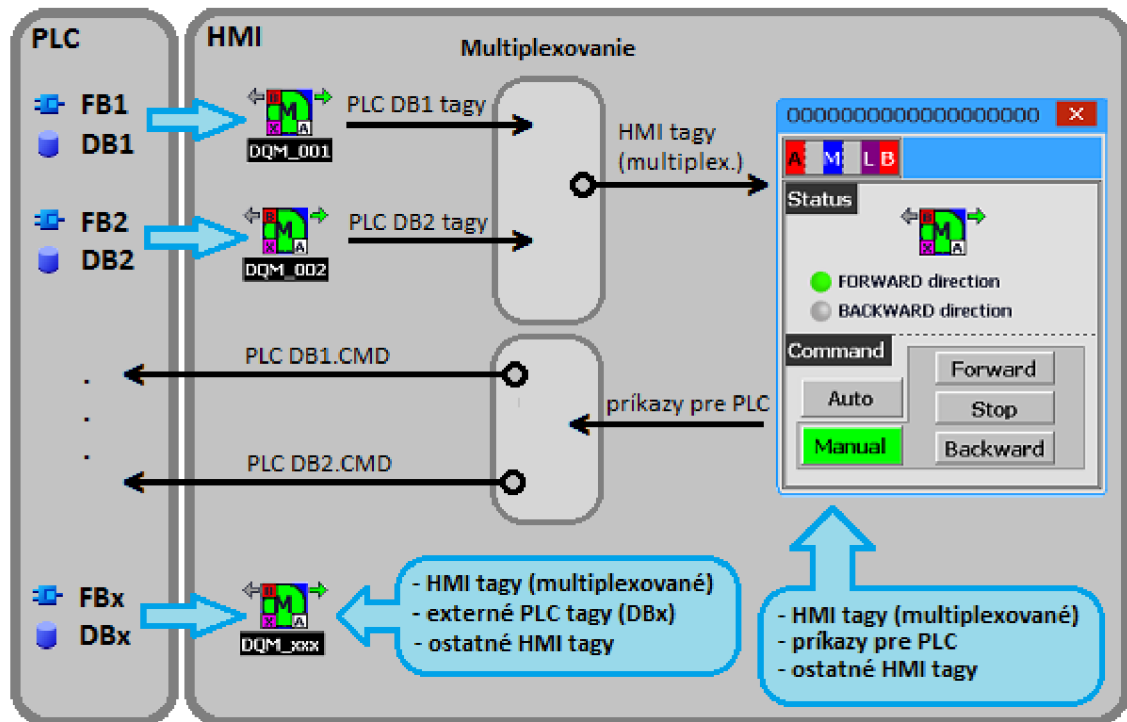 PLC
HMI
Multiplexovanie
FB1
DB1
B
M
X A
DQM_001
PLC DB1 tagy
HMI tagy
(multiplex.)
FB2
DB2
B
M
X A
DQM_002
PLC DB2 tagy
0000000000000000000
A M L B
Status
B
M
X A
FORWARD direction
BACKWARD direction
Command
Auto
Manual
Forward
Stop
Backward
PLC DB1.CMD
príkazy pre PLC
PLC DB2.CMD
.
.
.
FBx
DBx
B
M
X A
DQM_xxx
- HMI tagy (multiplexované)
- externé PLC tagy (DBx)
- ostatné HMI tagy
- HMI tagy (multiplexované)
- príkazy pre PLC
- ostatné HMI tagy